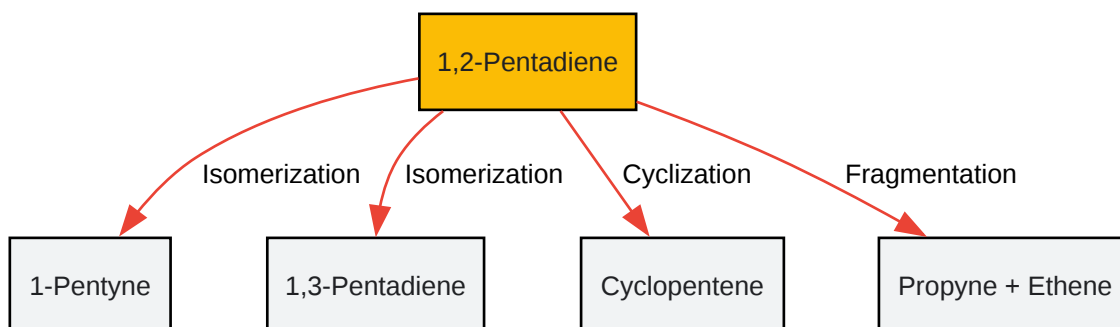 1,2-Pentadiene
Isomerization
Isomerization
Cyclization
Fragmentation
1-Pentyne
1,3-Pentadiene
Cyclopentene
Propyne + Ethene